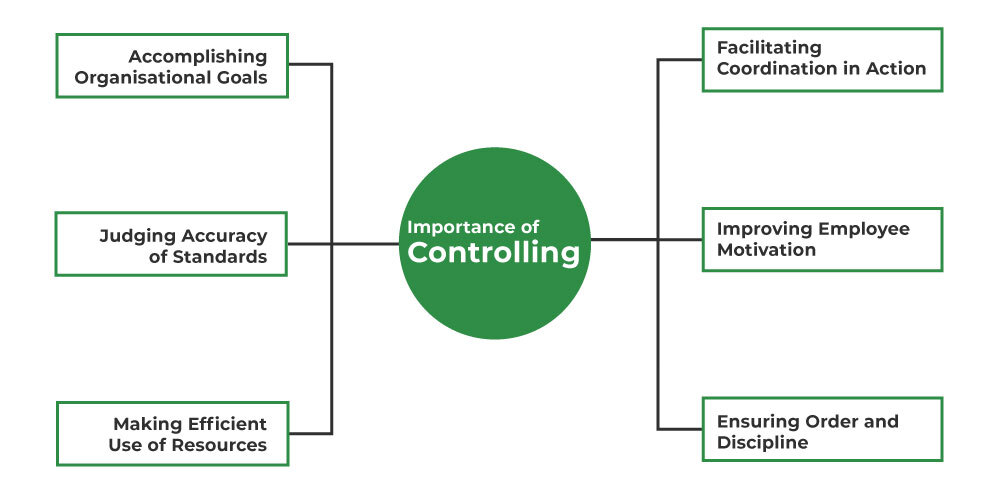 Accomplishing
Organisational Goals
Judging Accuracy
of Standards
Making Efficient
Use of Resources
Importance of
Controlling
Facilitating
Coordination in Action
Improving Employee
Motivation
Ensuring Order and
Discipline